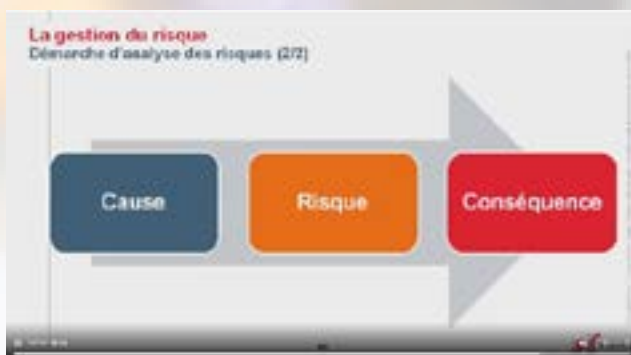 La gestion du risque
Démarche d'analyse des risques (2/2)
Cause
Risque
Conséquence